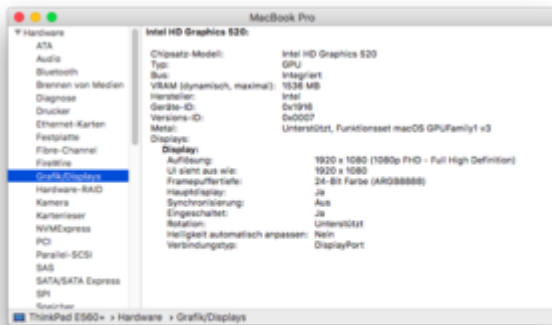 MacBook Pro
Hardware
ATA
Audio
Bluetooth
Brennen von Medien
Diagnose
Drucker
Ethernet-Karten
Festplatte
Fibre-Channel
FireWire
Grafik/Displays
Hardware-RAID
Kamera
Kartenleser
NVMExpress
PCI
Parallel-SCSI
SAS
SATA/SATA Express
SPI
Speicher
Intel HD Graphics 520:
Chipsatz-Modell: Intel HD Graphics 520
Typ: GPU
Bus: Integriert
VRAM (dynamisch, maximal): 1536 MB
Hersteller: Intel
Geräte-ID: 0x1916
Versions-ID: 0x0007
Metal: Unterstützt, Funktionsset macOS GPUFamily1 v3
Displays:
Display:
Auflösung: 1920 x 1080 (1080p FHD - Full High Definition)
UI sieht aus wie: 1920 x 1080
Framepuffertiefe: 24-Bit Farbe (ARGB8888)
Hauptdisplay: Ja
Synchronisierung: Aus
Eingeschaltet: Ja
Rotation: Unterstützt
Helligkeit automatisch anpassen: Nein
Verbindungstyp: DisplayPort
ThinkPad E560+ › Hardware › Grafik/Displays